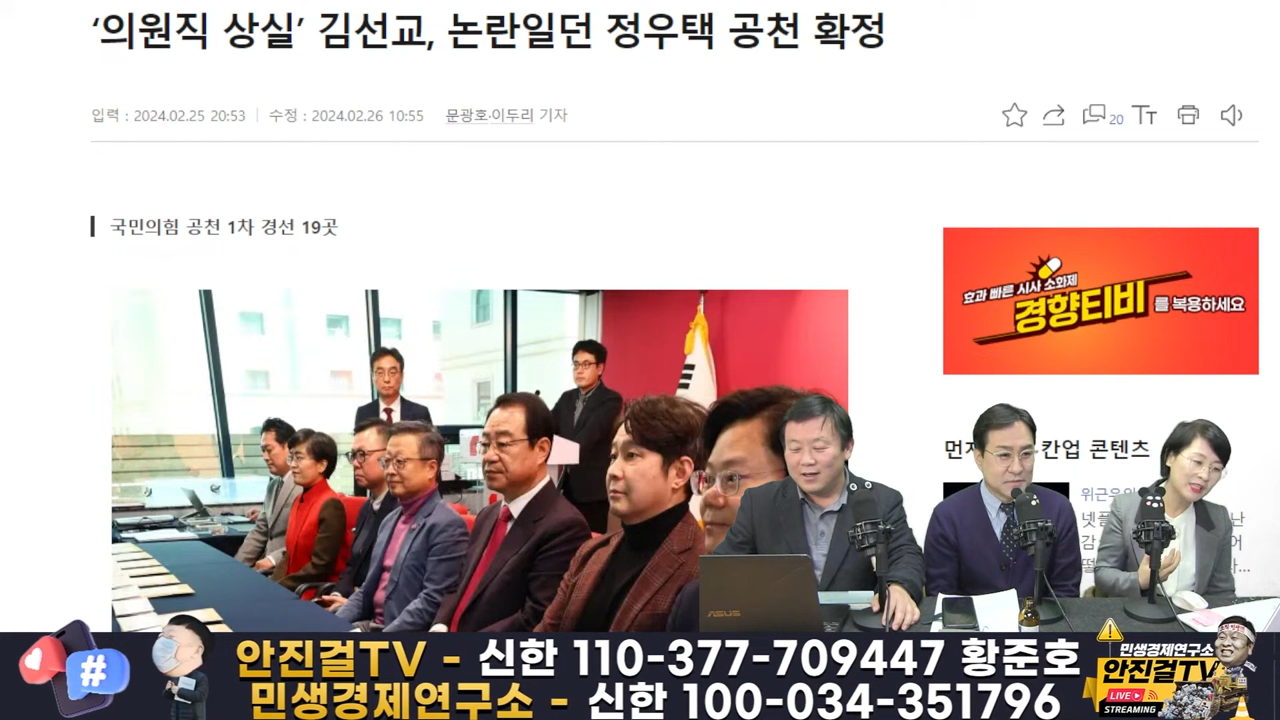 ‘의원직 상실’ 김선교, 논란일던 정우택 공천 확정
입력 : 2024.02.25 20:53 수정 : 2024.02.26 10:55 문광호·이두리 기자
20
국민의힘 공천 1차 경선 19곳
효과 빠른 시사 소화제
경향티비를 복용하세요
칸업 콘텐츠
안진걸TV - 신한 110-377-709447 황준호
민생경제연구소 - 신한 100-034-351796
민생경제연구소
안진걸TV
LIVE
STREAMING